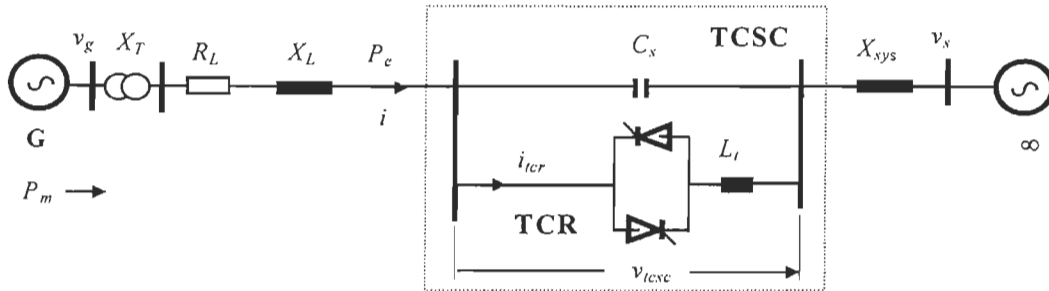 v_g
X_T
R_L
X_L
P_e
i
C_s
TCSC
X_sys
v_s
G
∞
P_m
i_tcr
L_t
TCR
v_tcsc